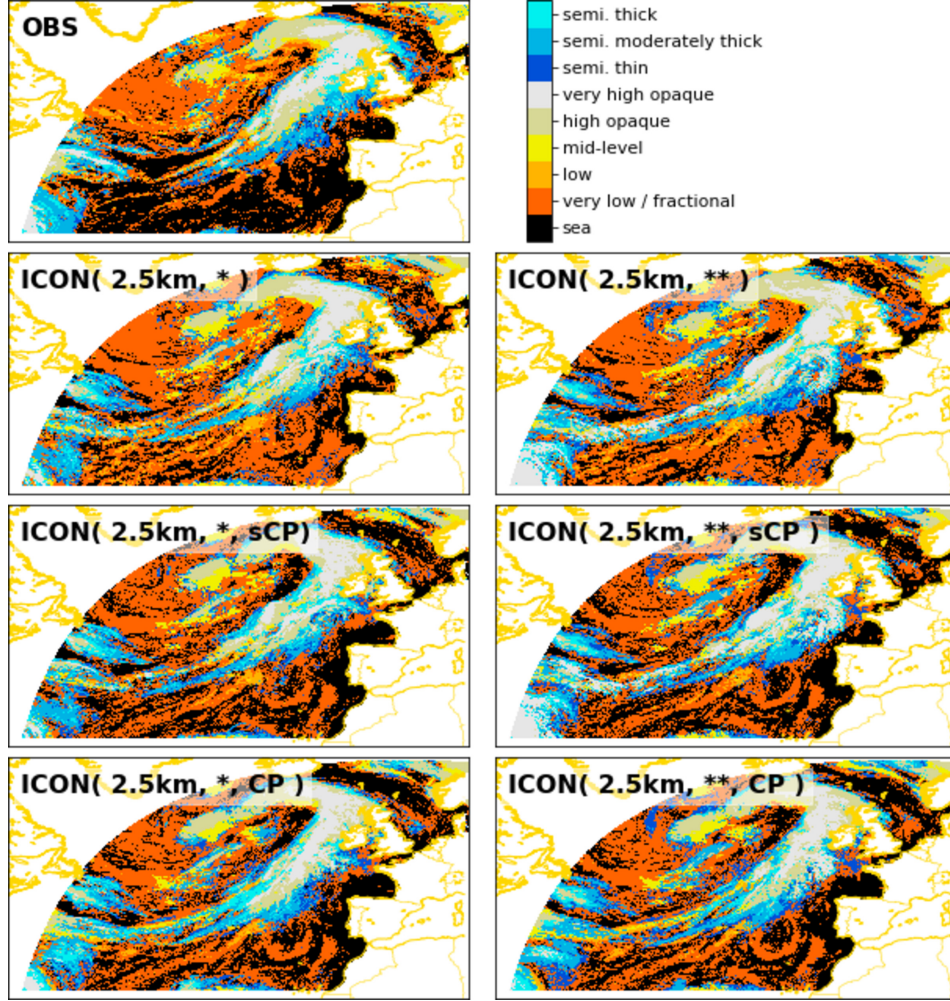 OBS
semi. thick
semi. moderately thick
semi. thin
very high opaque
high opaque
mid-level
low
very low / fractional
sea
ICON( 2.5km, * )
ICON( 2.5km, ** )
ICON( 2.5km, *, sCP)
ICON( 2.5km, **, sCP )
ICON( 2.5km, *, CP )
ICON( 2.5km, **, CP )